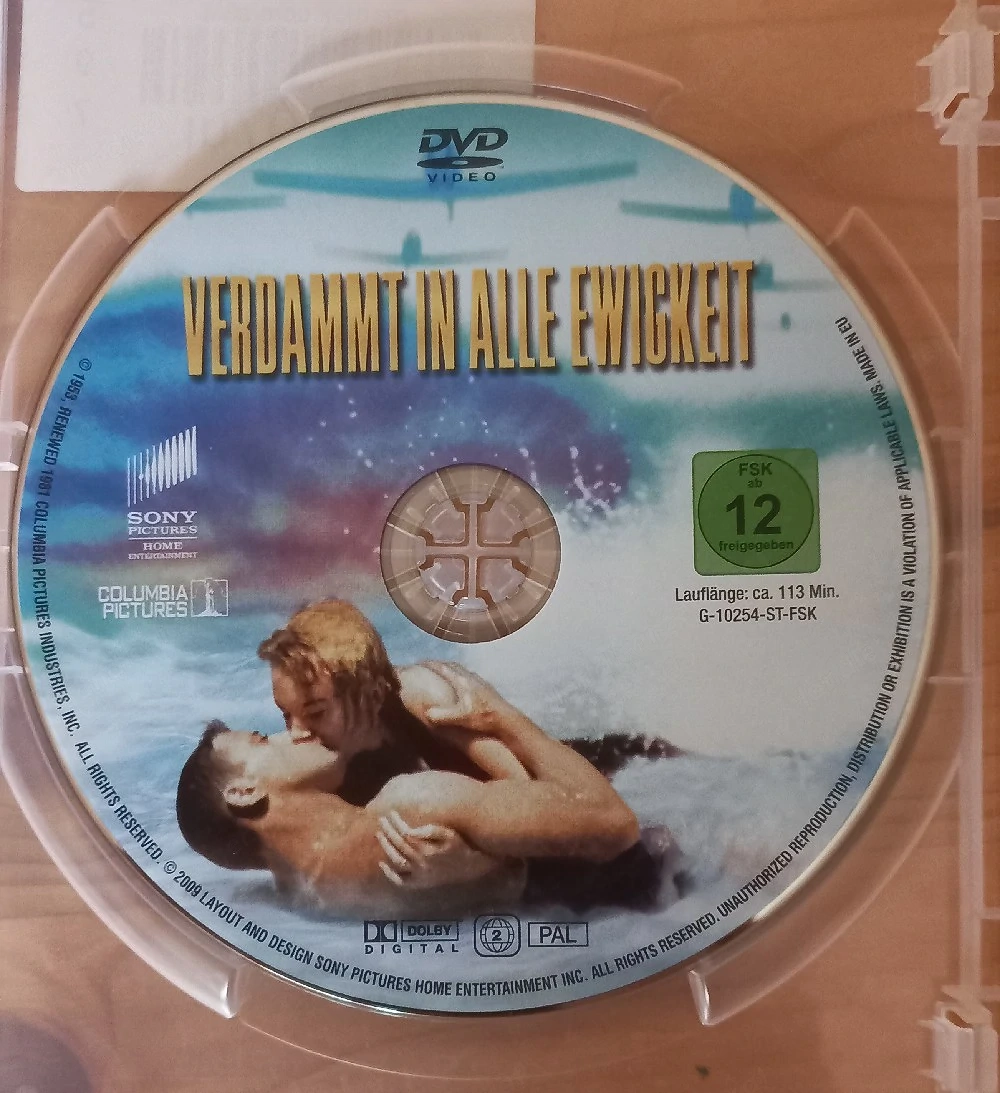 DVD
VIDEO
VERDAMMT IN ALLE EWIGKEIT
SONY
PICTURES
HOME
ENTERTAINMENT
COLUMBIA
PICTURES
FSK
ab
12
freigegeben
Lauflänge: ca. 113 Min.
G-10254-ST-FSK
DOLBY
DIGITAL
2
PAL
© 1953, RENEWED 1981 COLUMBIA PICTURES INDUSTRIES, INC. ALL RIGHTS RESERVED. © 2009 LAYOUT AND DESIGN SONY PICTURES HOME ENTERTAINMENT INC. ALL RIGHTS RESERVED. UNAUTHORIZED REPRODUCTION, DISTRIBUTION OR EXHIBITION IS A VIOLATION OF APPLICABLE LAWS. MADE IN EU